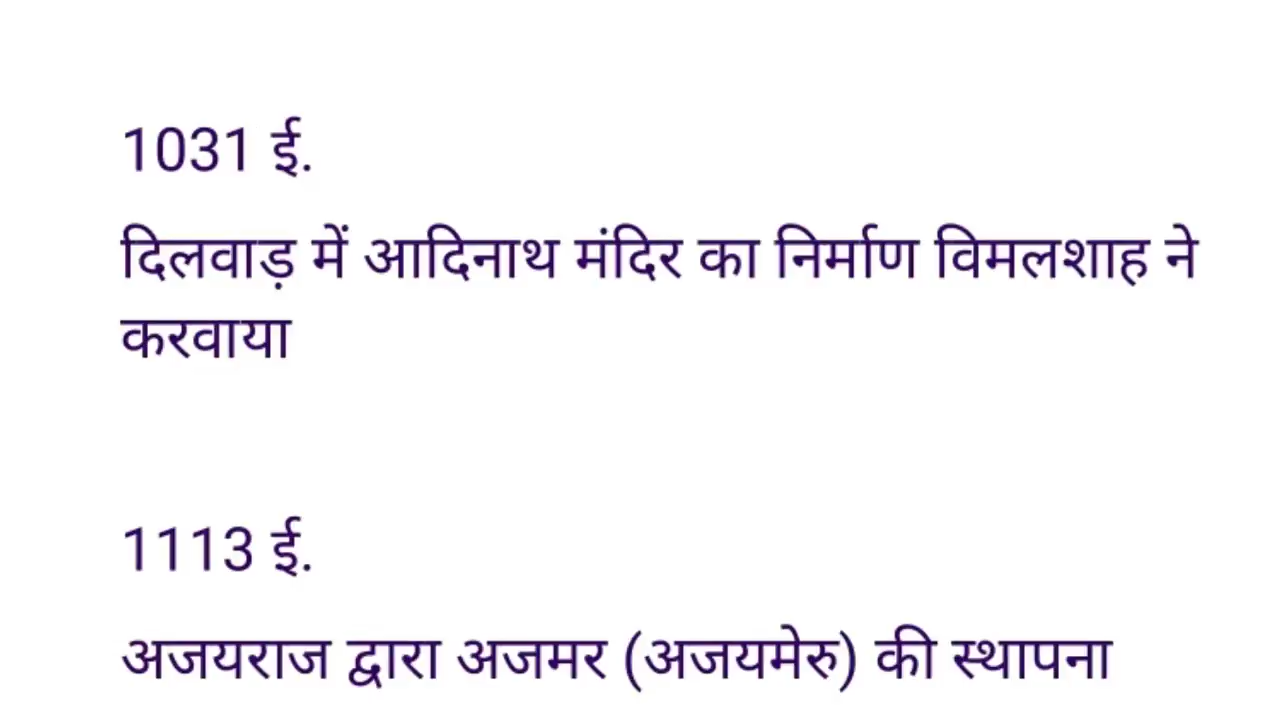 1031 ई.
दिलवाड़ में आदिनाथ मंदिर का निर्माण विमलशाह ने
करवाया
1113 ई.
अजयराज द्वारा अजमर (अजयमेरु) की स्थापना